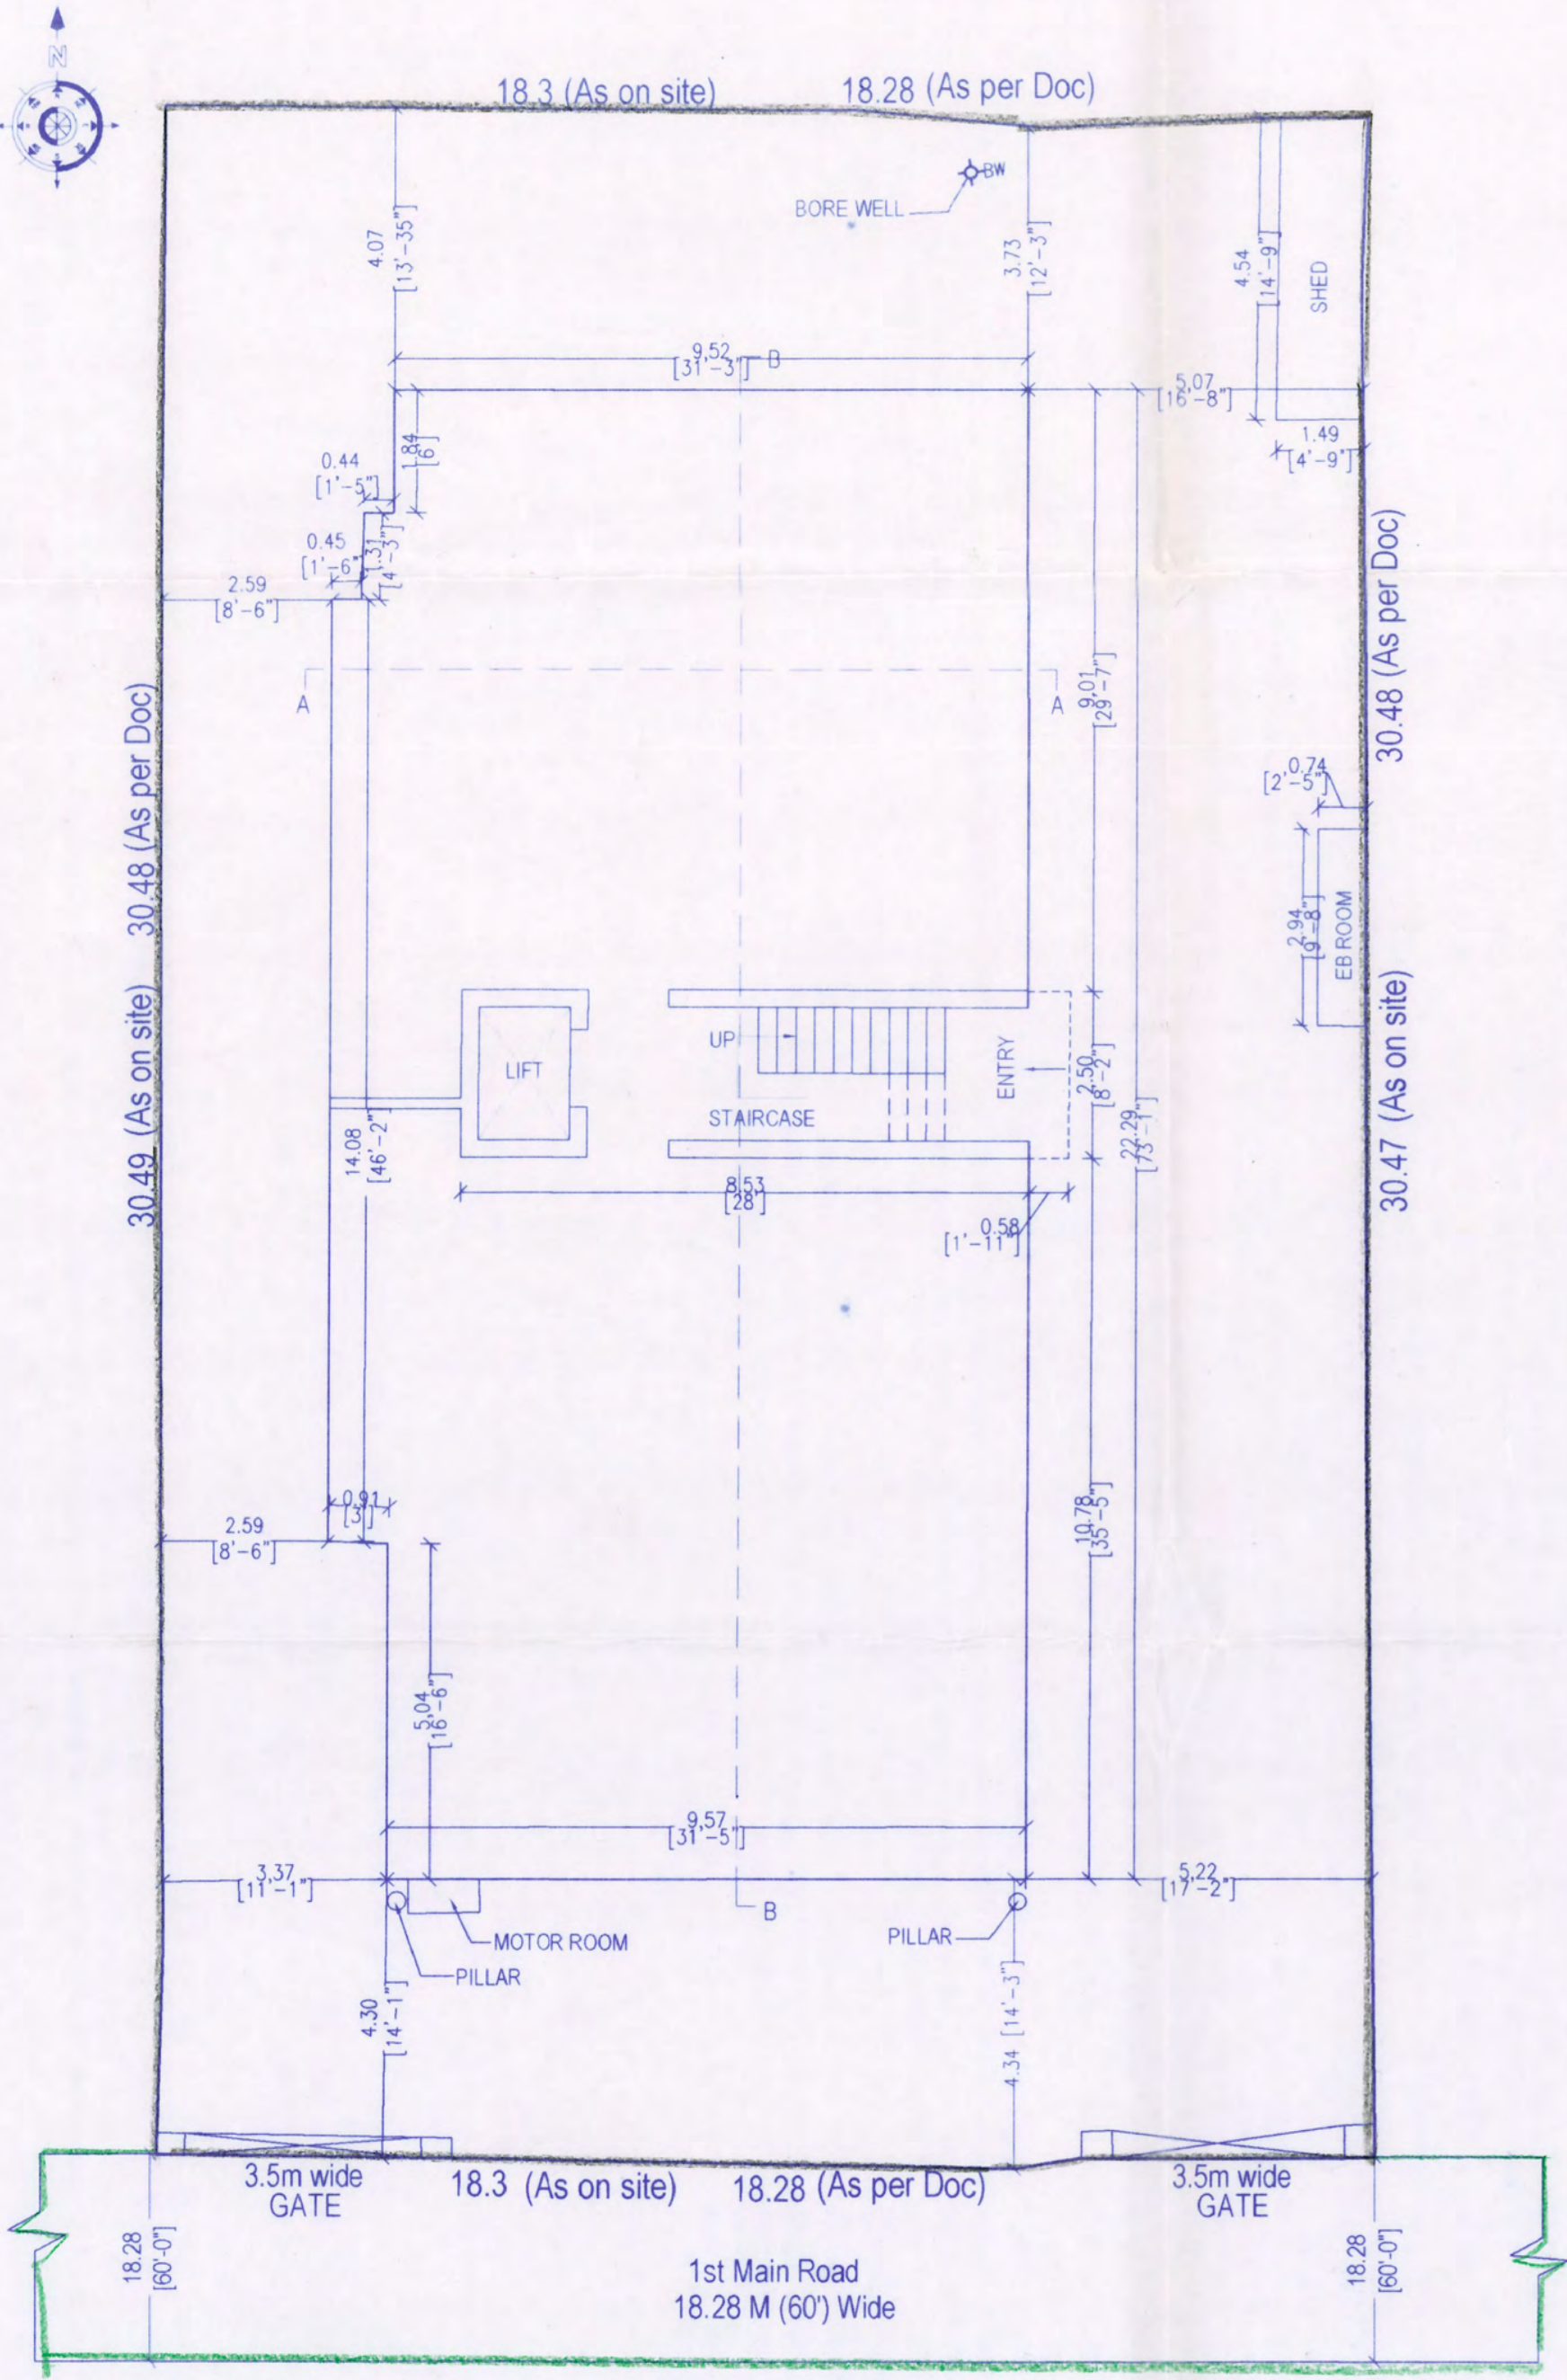 N
18.3 (As on site) 18.28 (As per Doc)
BW
BORE WELL
4.07
[13'-35"]
3.73
[12'-3"]
4.54
[14'-9"]
SHED
9.52
[31'-3"]
B
5.07
[16'-8"]
1.84
[6']
1.49
[4'-9"]
0.44
[1'-5"]
0.45
[1'-6"]
1.31
[4'-3"]
2.59
[8'-6"]
A
A
9.01
[29'-7"]
30.48 (As per Doc)
30.48 (As per Doc)
0.74
[2'-5"]
2.94
[9'-8"]
EB ROOM
30.49 (As on site)
30.47 (As on site)
LIFT
UP
STAIRCASE
ENTRY
2.50
[8'-2"]
22.29
[73'-1"]
14.08
[46'-2"]
8.53
[28']
0.58
[1'-11"]
0.91
[3']
2.59
[8'-6"]
10.78
[35'-5"]
5.04
[16'-6"]
9.57
[31'-5"]
3.37
[11'-1"]
5.22
[17'-2"]
B
MOTOR ROOM
PILLAR
PILLAR
4.30
[14'-1"]
4.34 [14'-3"]
3.5m wide
GATE
18.3 (As on site) 18.28 (As per Doc)
3.5m wide
GATE
18.28
[60'-0"]
1st Main Road
18.28 M (60') Wide
18.28
[60'-0"]